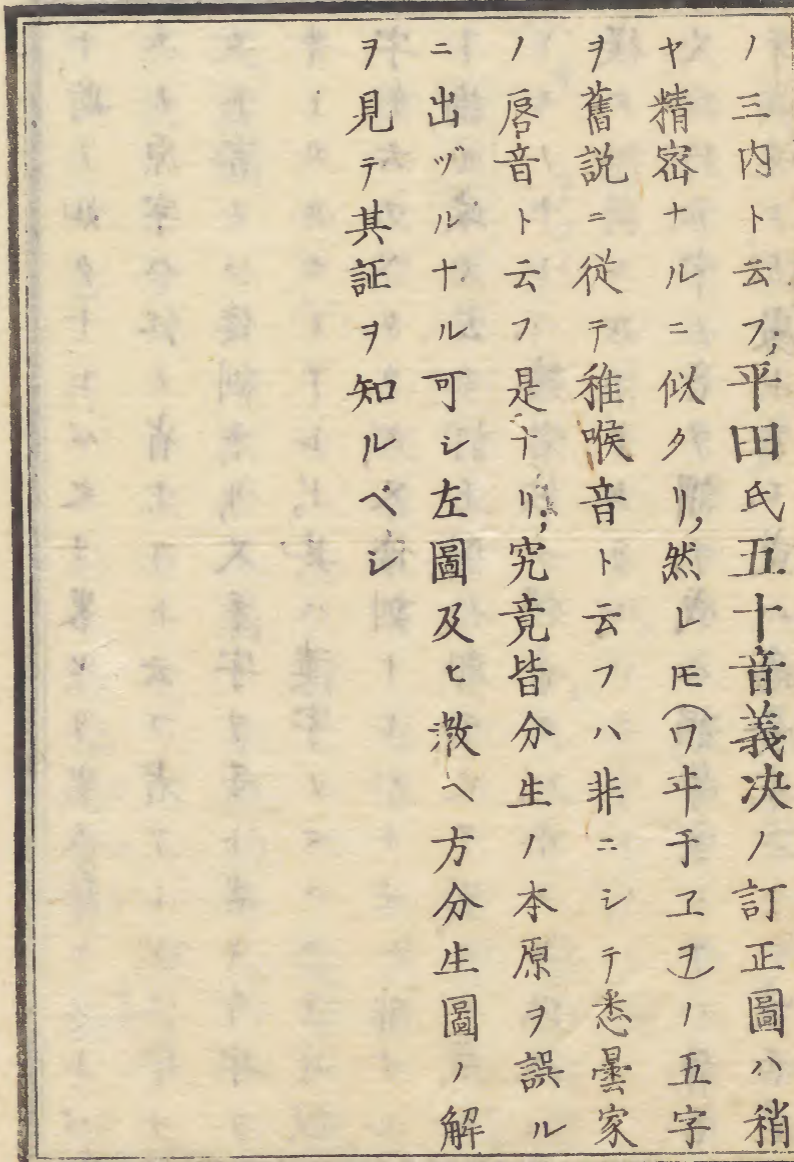 ノ三内ト云フ;平田氏五十音義决ノ訂正圖ハ稍
ヤ精密ナルニ似タリ,然レ𪜈(ワヰ于ヱヲ)ノ五字
ヲ舊説ニ従テ稚喉音ト云フハ非ニシテ悉曇家
ノ唇音ト云フ是ナリ;究竟皆分生ノ本原ヲ誤ル
ニ出ヅルナル可シ左圖及ヒ教ヘ方分生圖ノ解
ヲ見テ其証ヲ知ルベシ